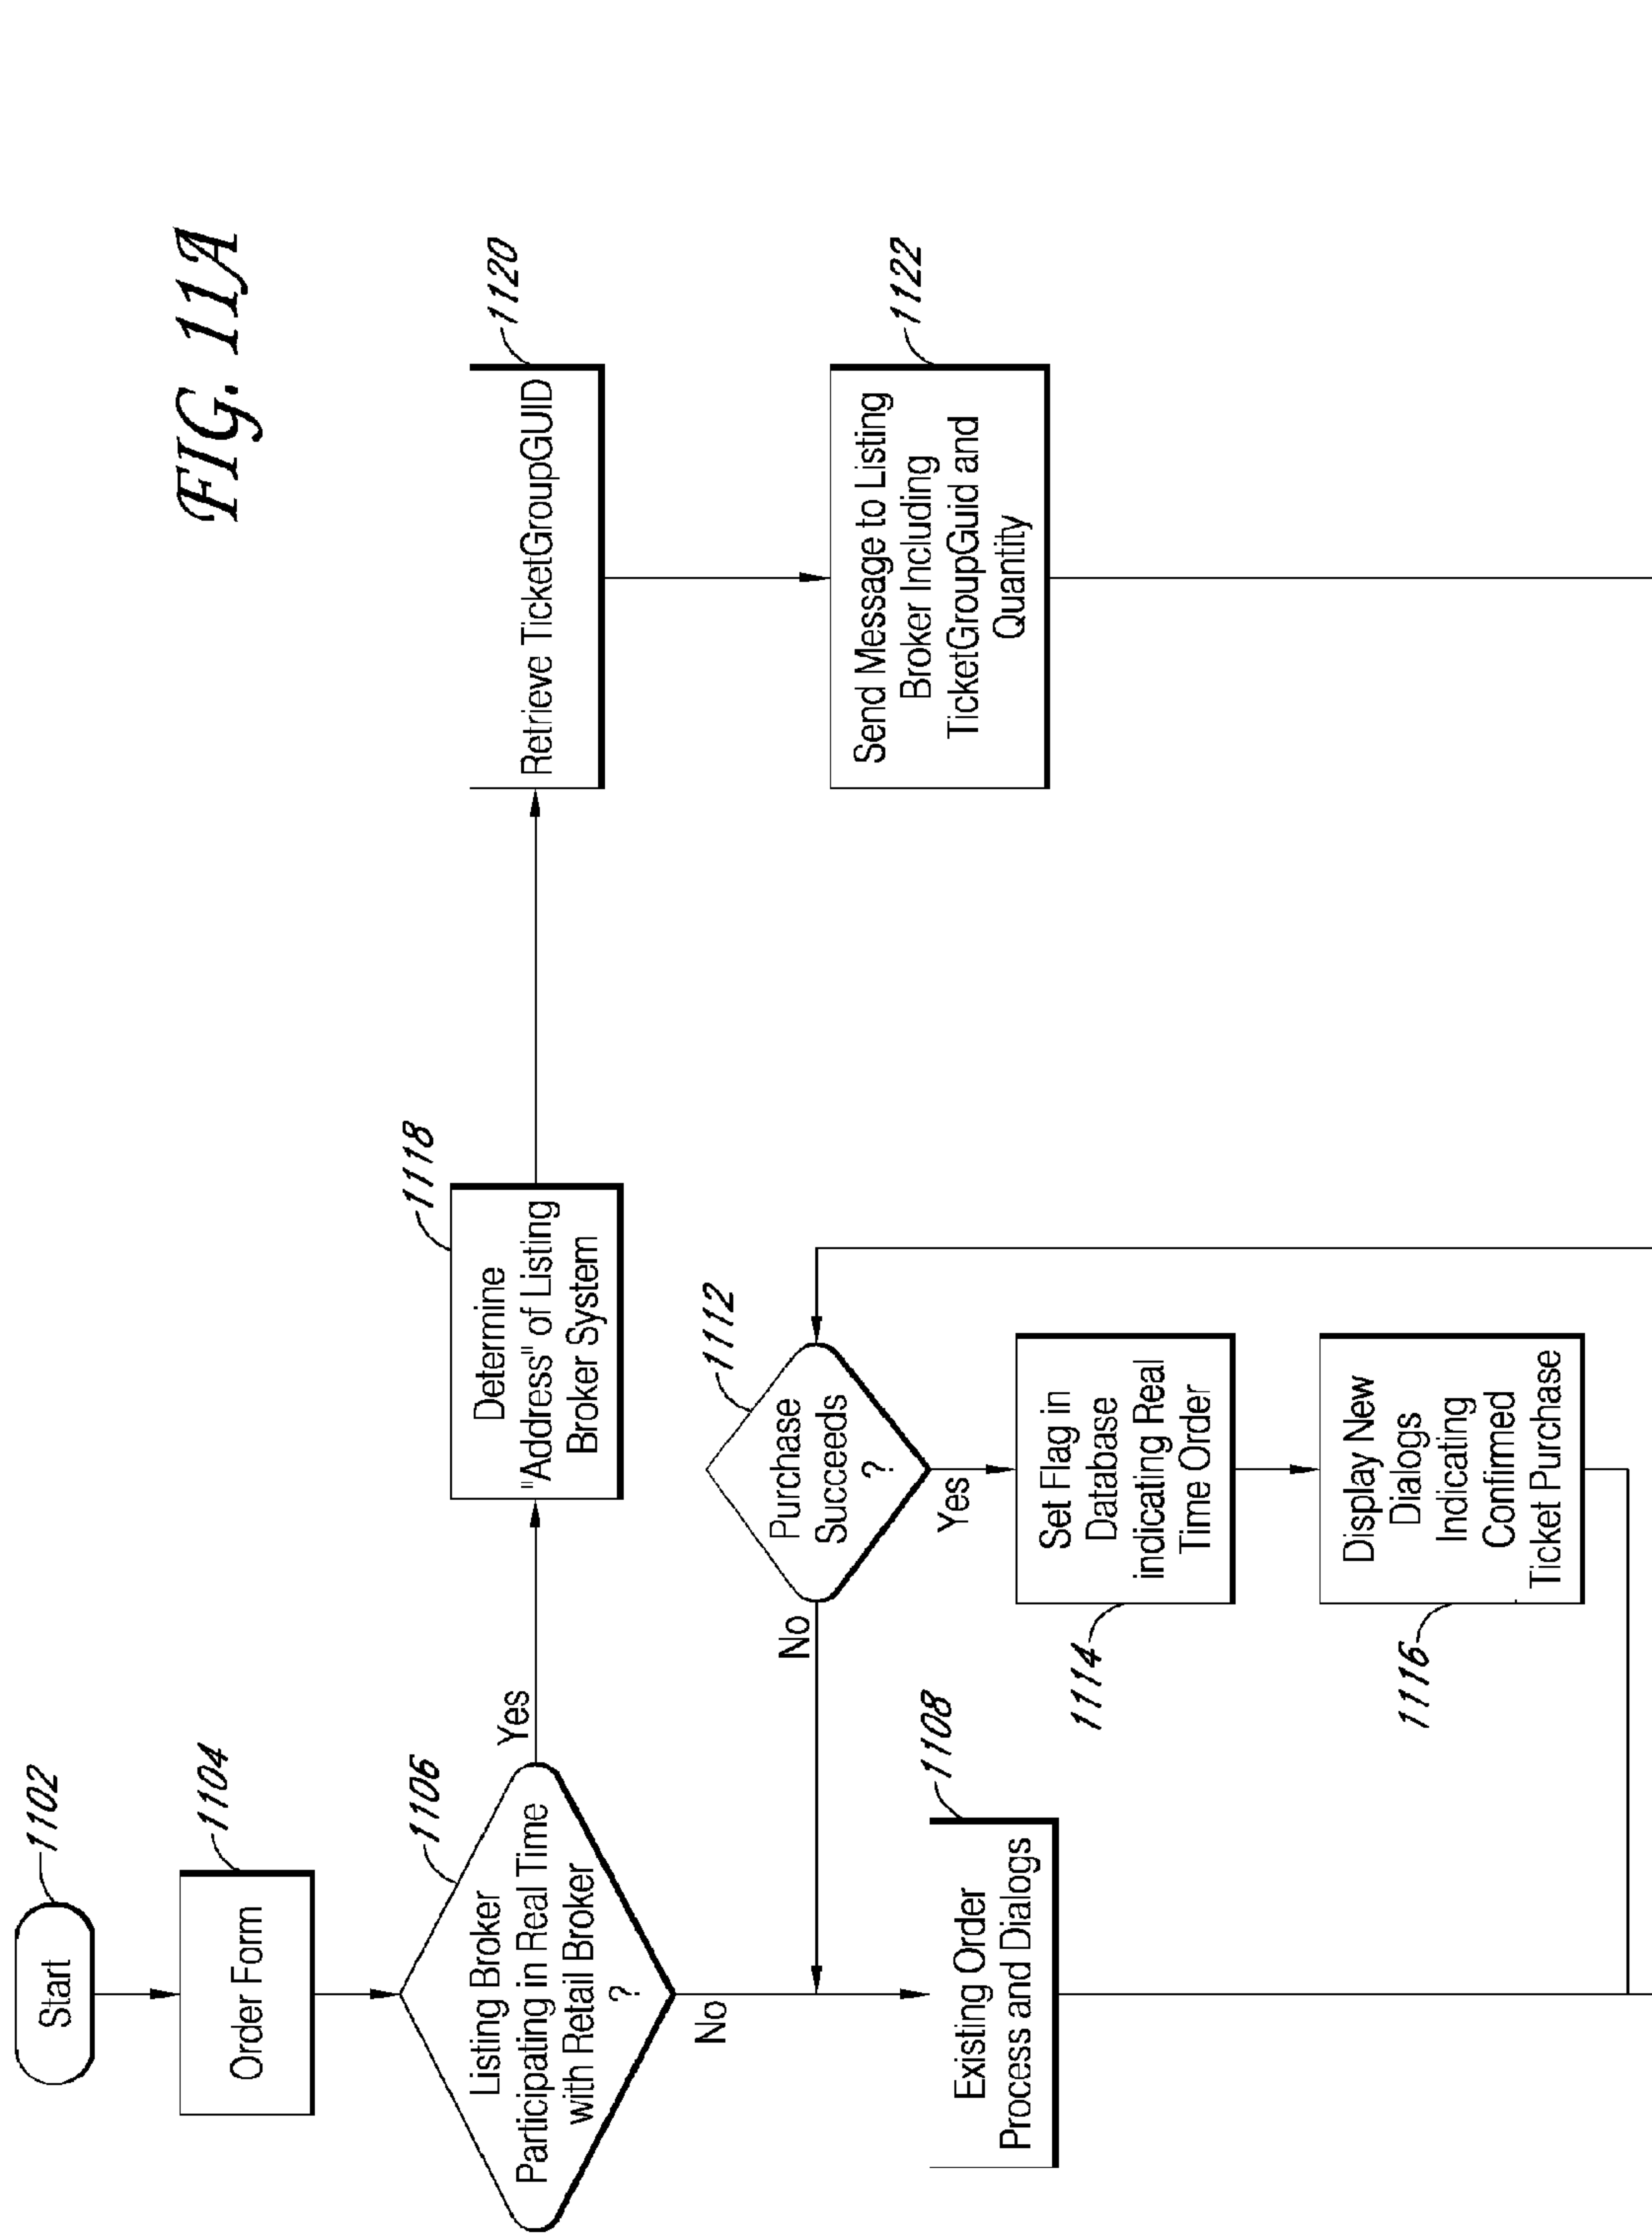 FIG. 11A
1102
Start
1104
Order Form
1106
Listing Broker
Participating in Real Time
with Retail Broker
?
Yes
No
1118
Determine
"Address" of Listing
Broker System
1120
Retrieve TicketGroupGUID
1122
Send Message to Listing
Broker Including
TicketGroupGuid and
Quantity
1112
Purchase
Succeeds
?
No
Yes
1108
Existing Order
Process and Dialogs
1114
Set Flag in
Database
indicating Real
Time Order
1116
Display New
Dialogs
Indicating
Confirmed
Ticket Purchase